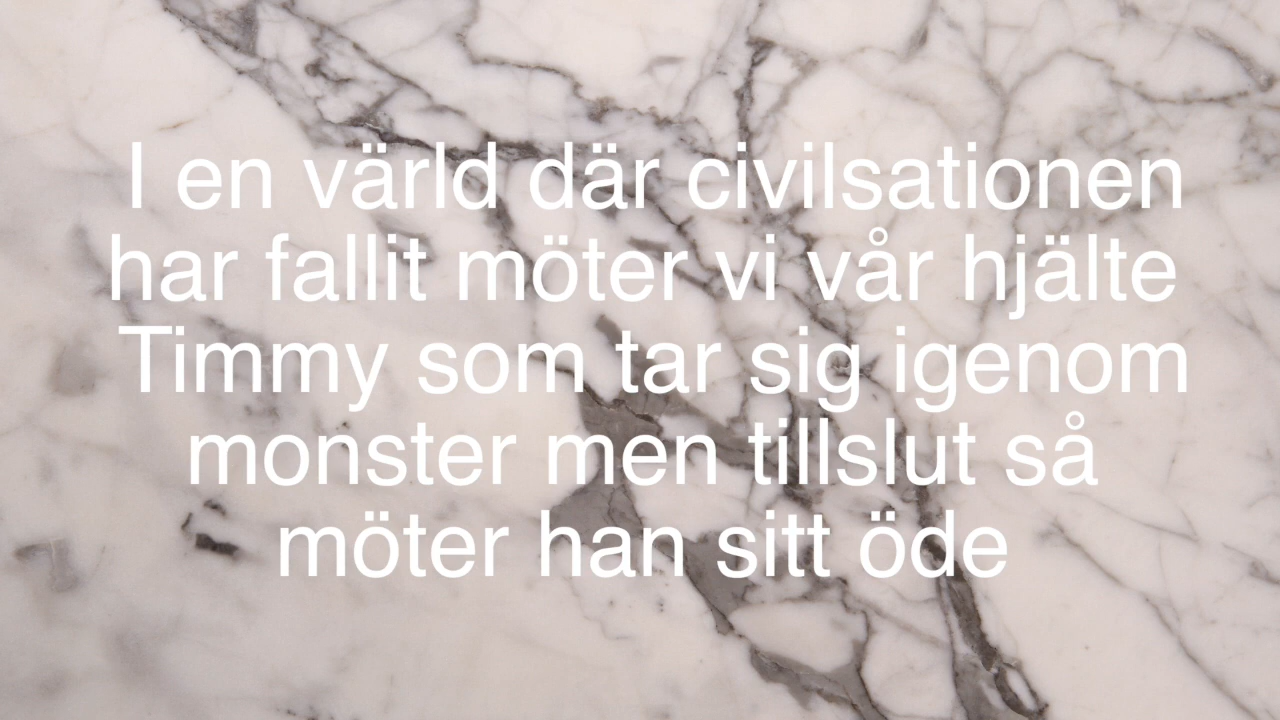 I en värld där civilsationen
har fallit möter vi vår hjälte
Timmy som tar sig igenom
monster men tillslut så
möter han sitt öde